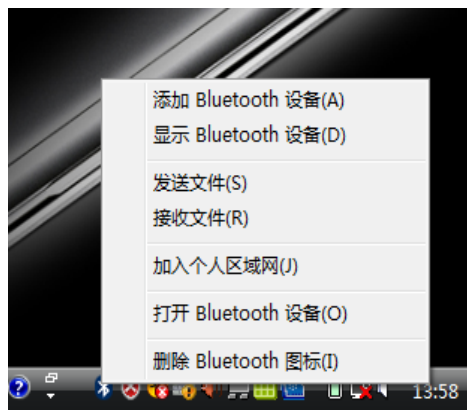 添加 Bluetooth 设备(A)
显示 Bluetooth 设备(D)
发送文件(S)
接收文件(R)
加入个人区域网(J)
打开 Bluetooth 设备(O)
删除 Bluetooth 图标(I)
13:58